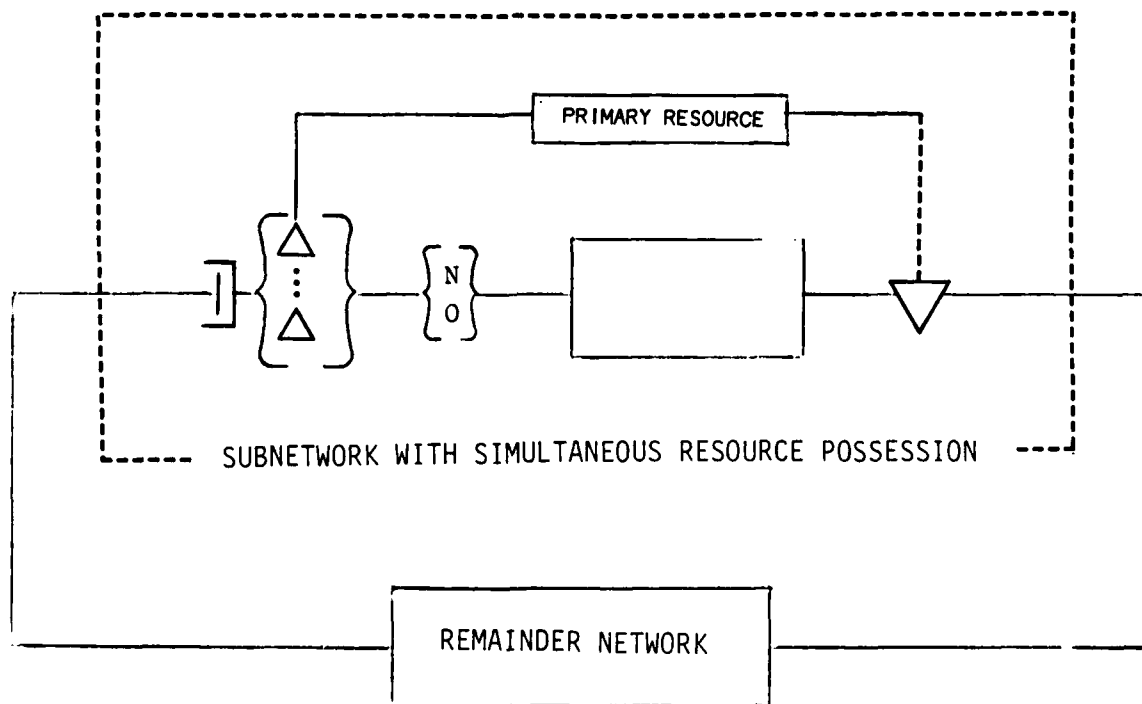 PRIMARY RESOURCE
N
O
SUBNETWORK WITH SIMULTANEOUS RESOURCE POSSESSION
REMAINDER NETWORK